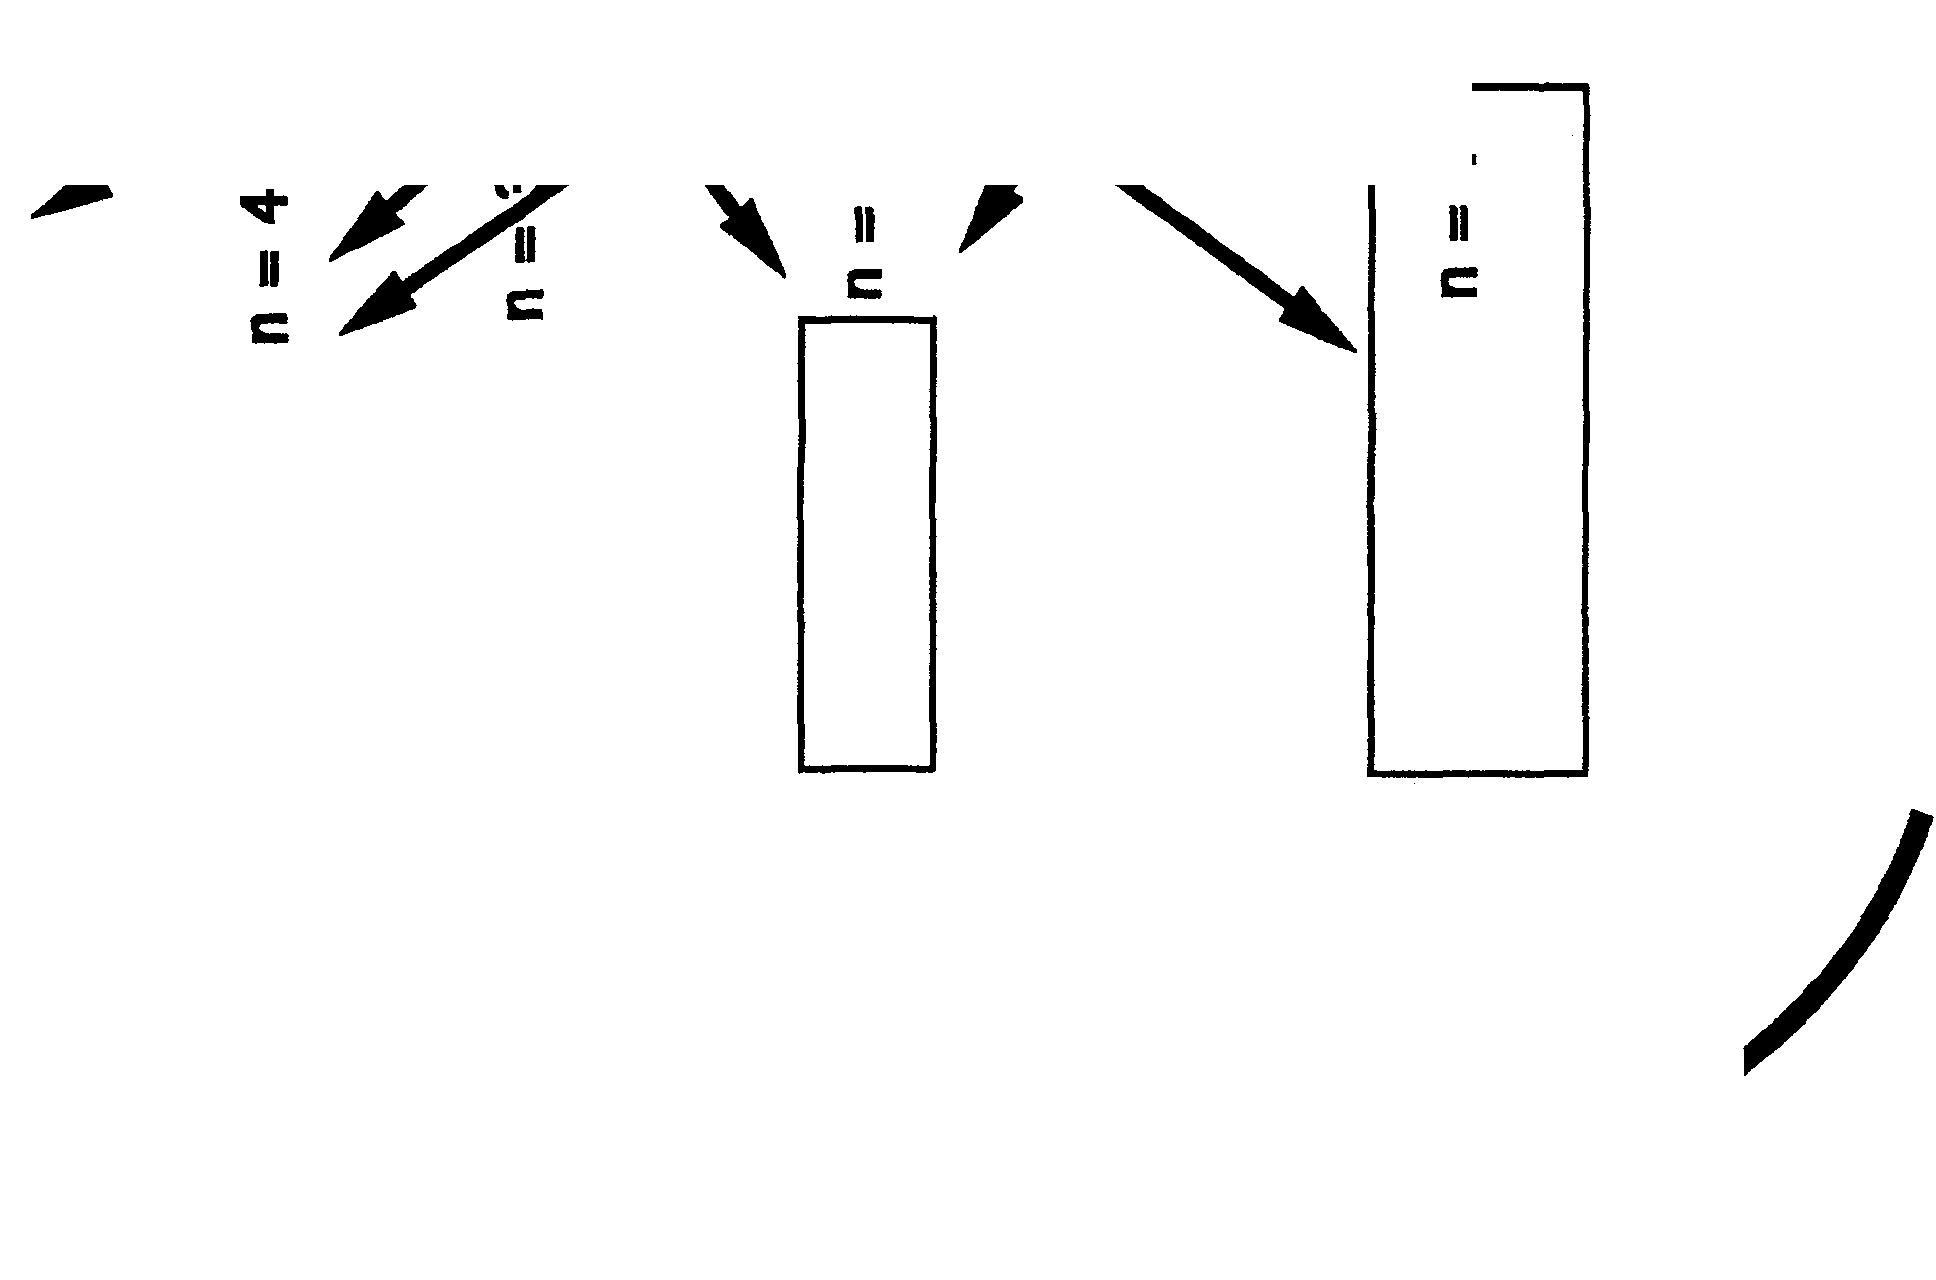 n = 4
n =
n =
n =